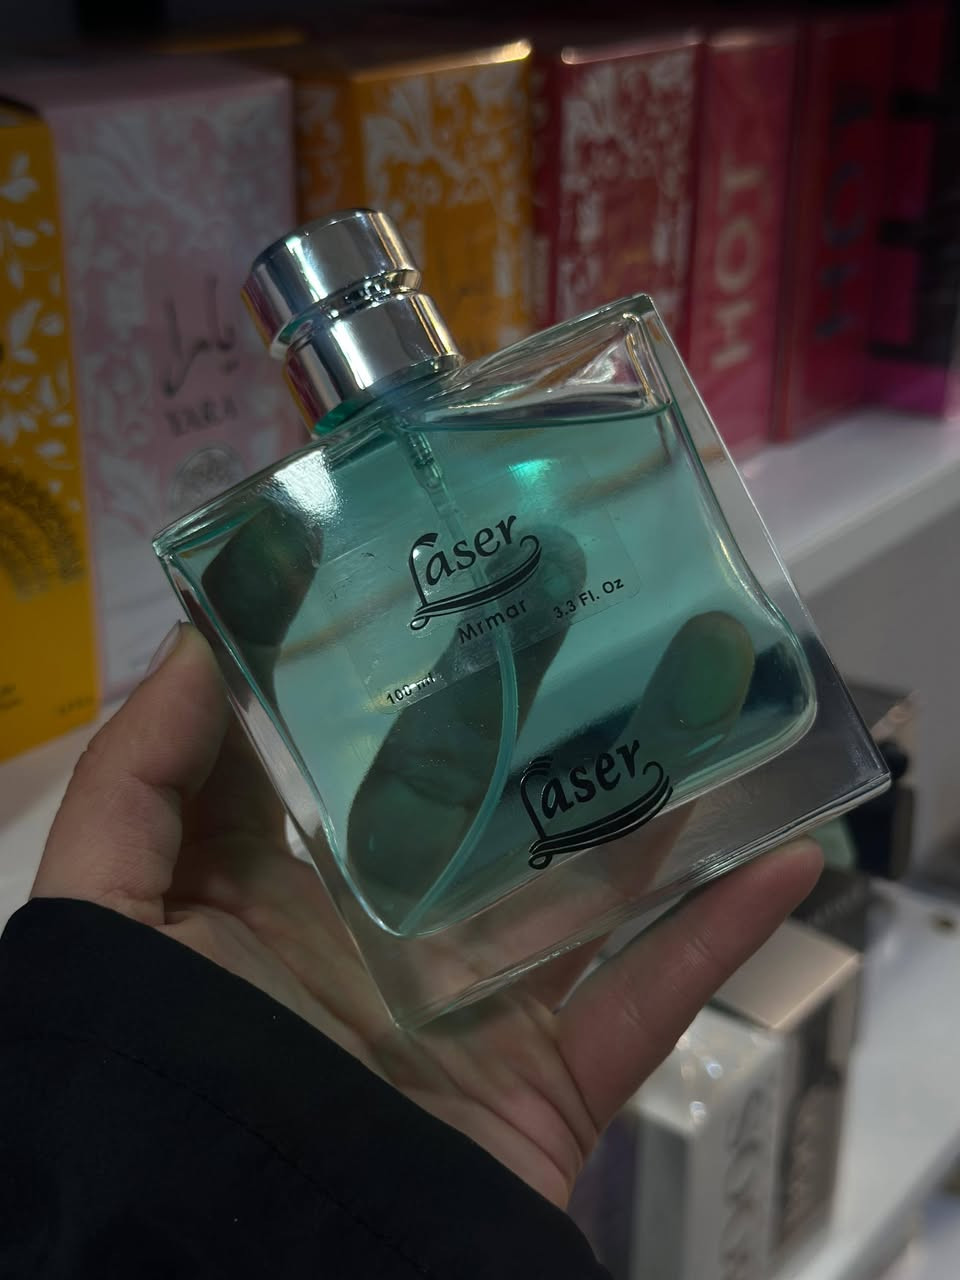 يارا
YARA
HOT
Laser
Mrmar
100 ml
3.3 Fl. Oz
Laser